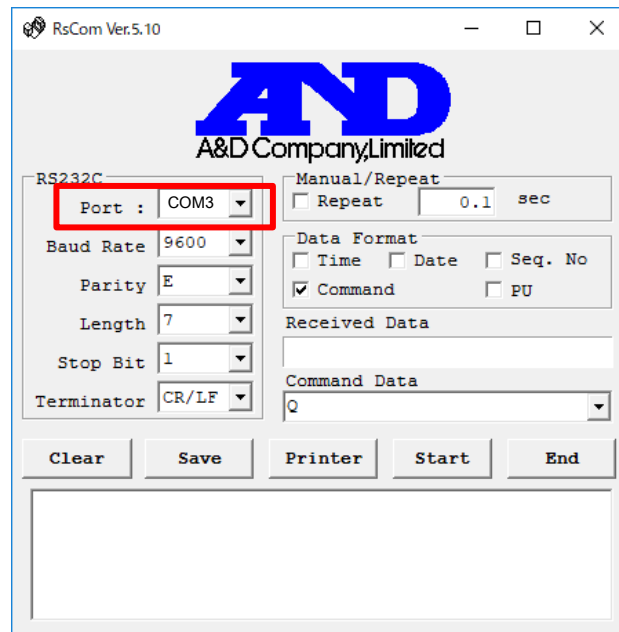 RsCom Ver.5.10
AND
A&D Company,Limited
RS232C
Port : COM3
Baud Rate 9600
Parity E
Length 7
Stop Bit 1
Terminator CR/LF
Manual/Repeat
Repeat 0.1 sec
Data Format
Time Date Seq. No
Command PU
Received Data
Command Data
Q
Clear Save Printer Start End